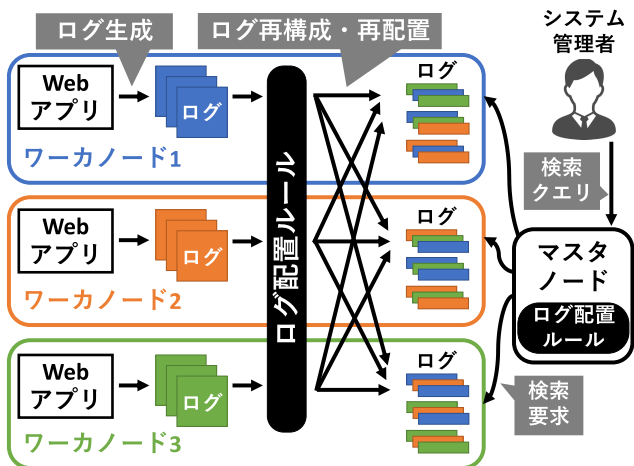 ログ生成
ログ再構成・再配置
システム
管理者
Web
アプリ
ログ
ワーカノード1
ログ
Web
アプリ
ログ
ワーカノード2
ログ
Web
アプリ
ログ
ワーカノード3
ログ
ログ配置ルール
検索
クエリ
マスタ
ノード
ログ配置
ルール
検索
要求